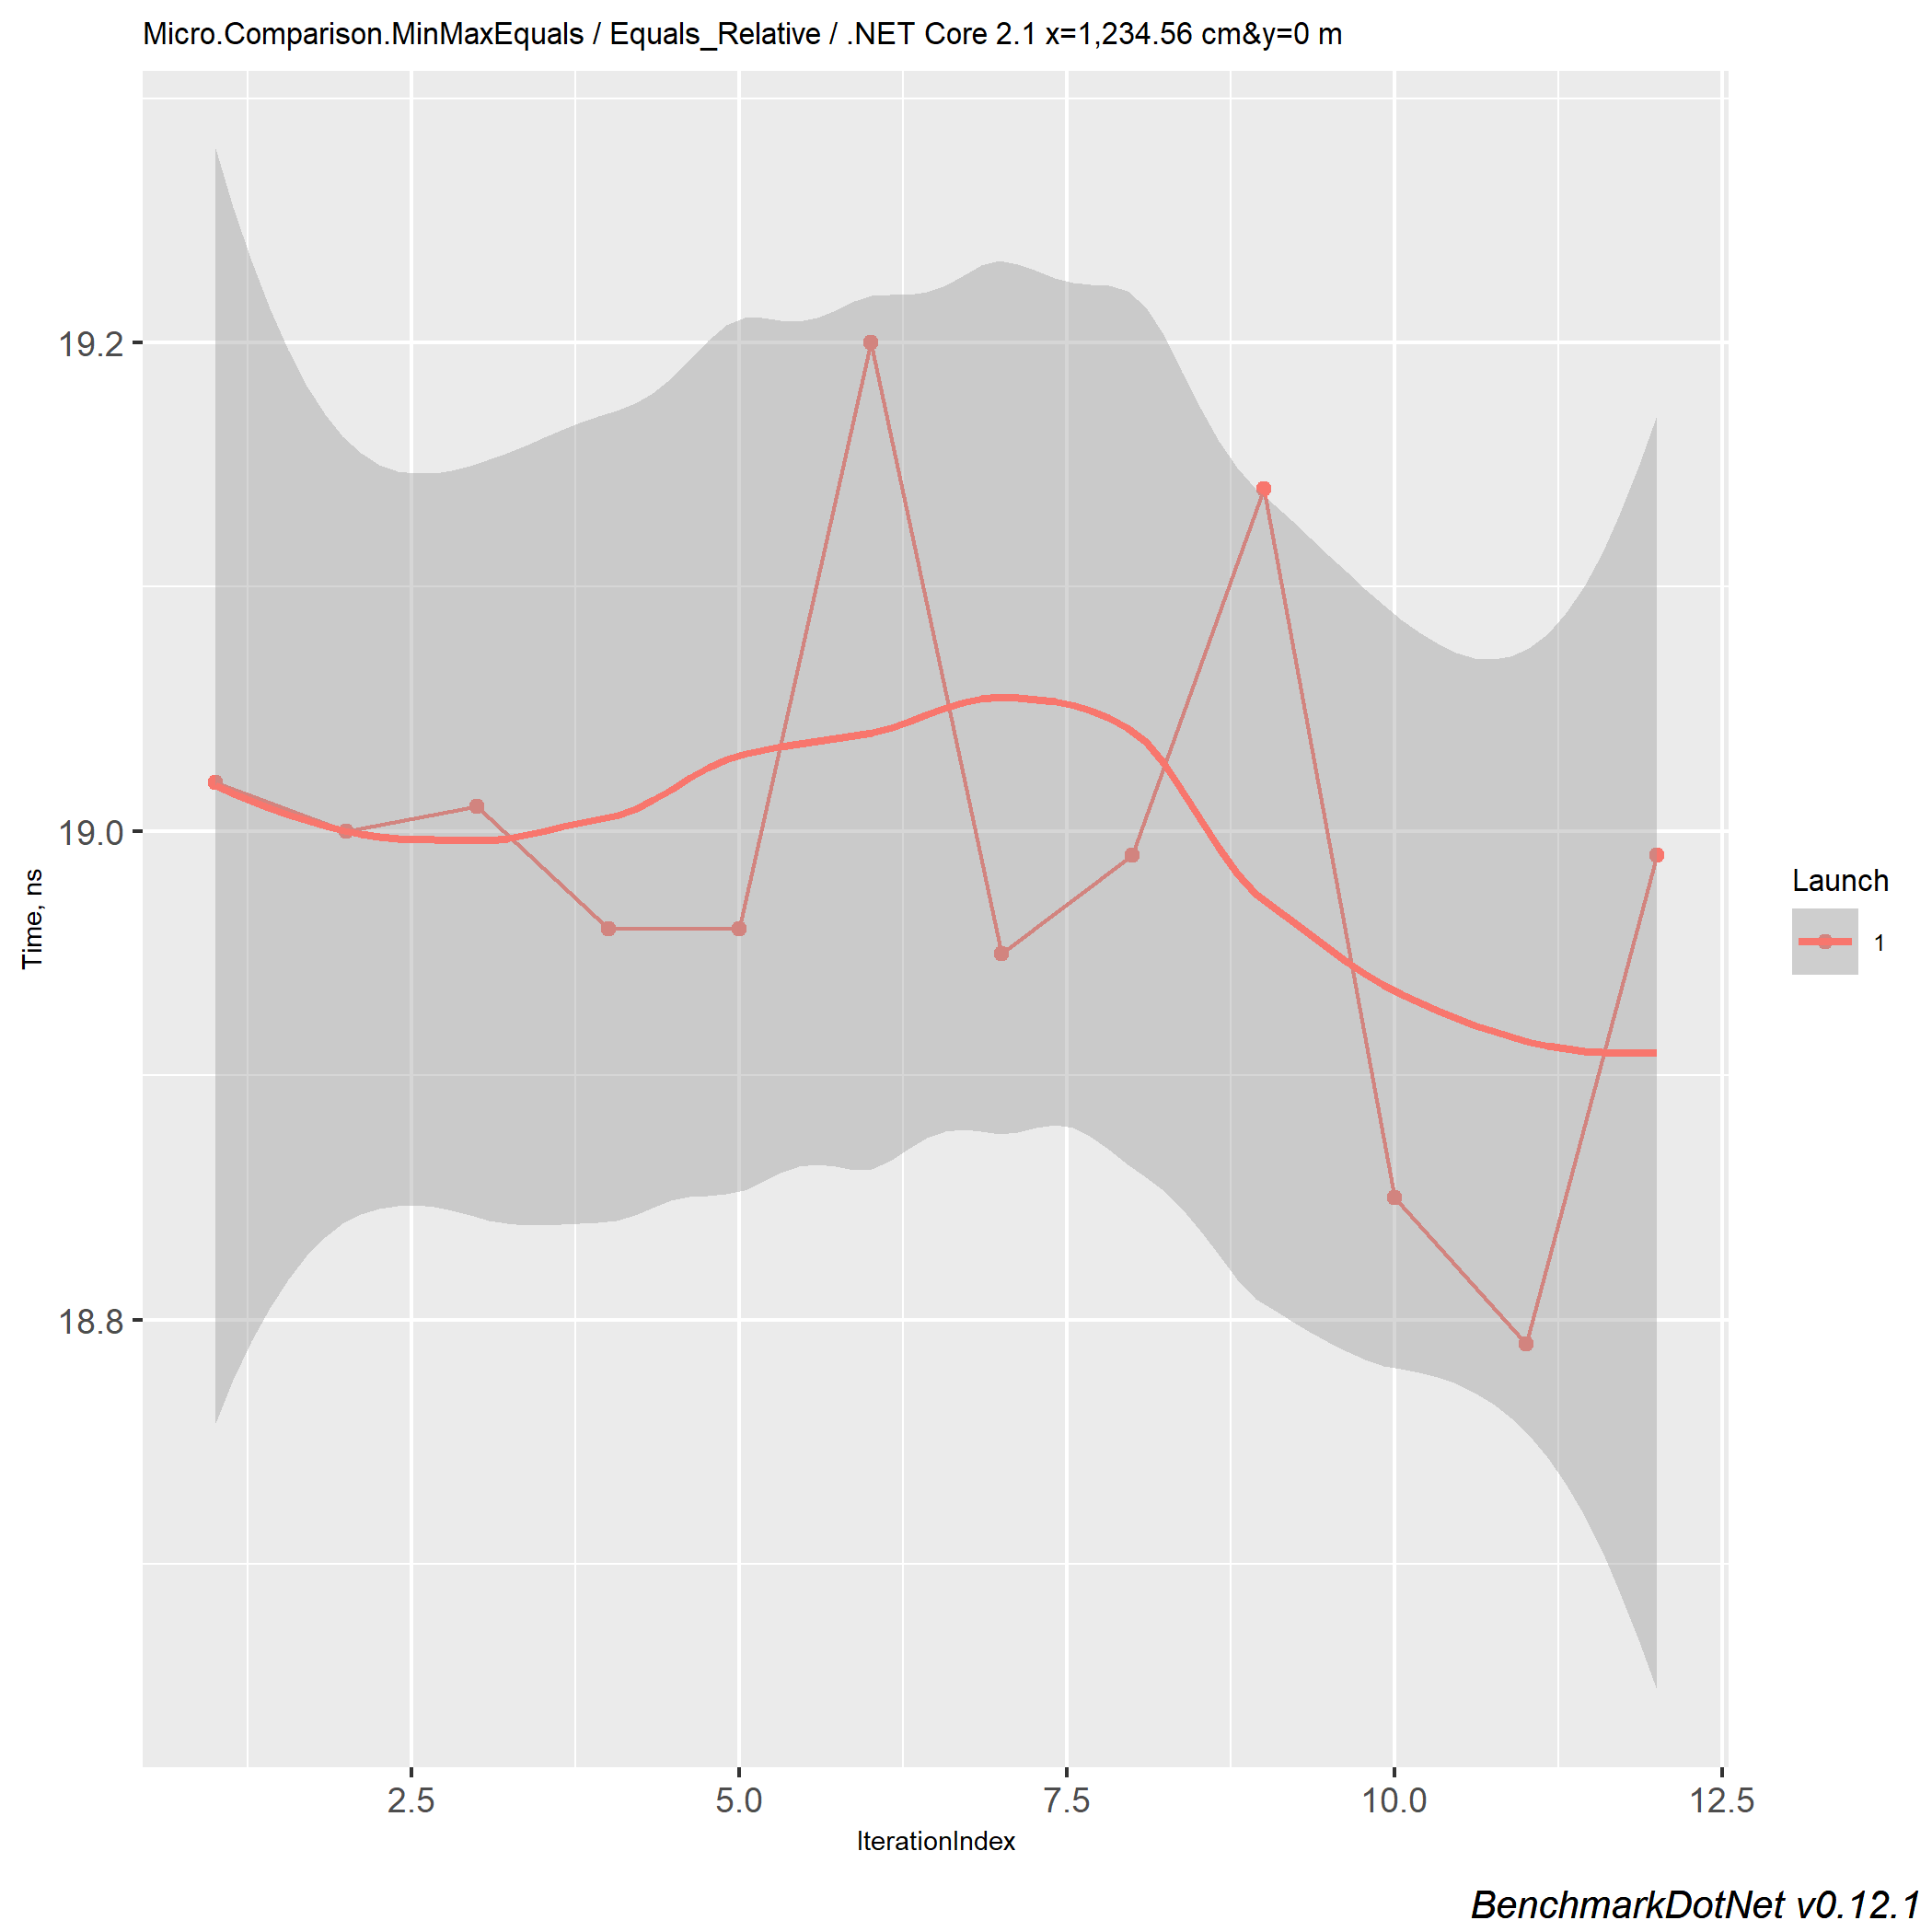 Micro.Comparison.MinMaxEquals / Equals_Relative / .NET Core 2.1 x=1,234.56 cm&y=0 m
19.2
19.0
18.8
Time, ns
2.5 5.0 7.5 10.0 12.5
IterationIndex
Launch
1
BenchmarkDotNet v0.12.1